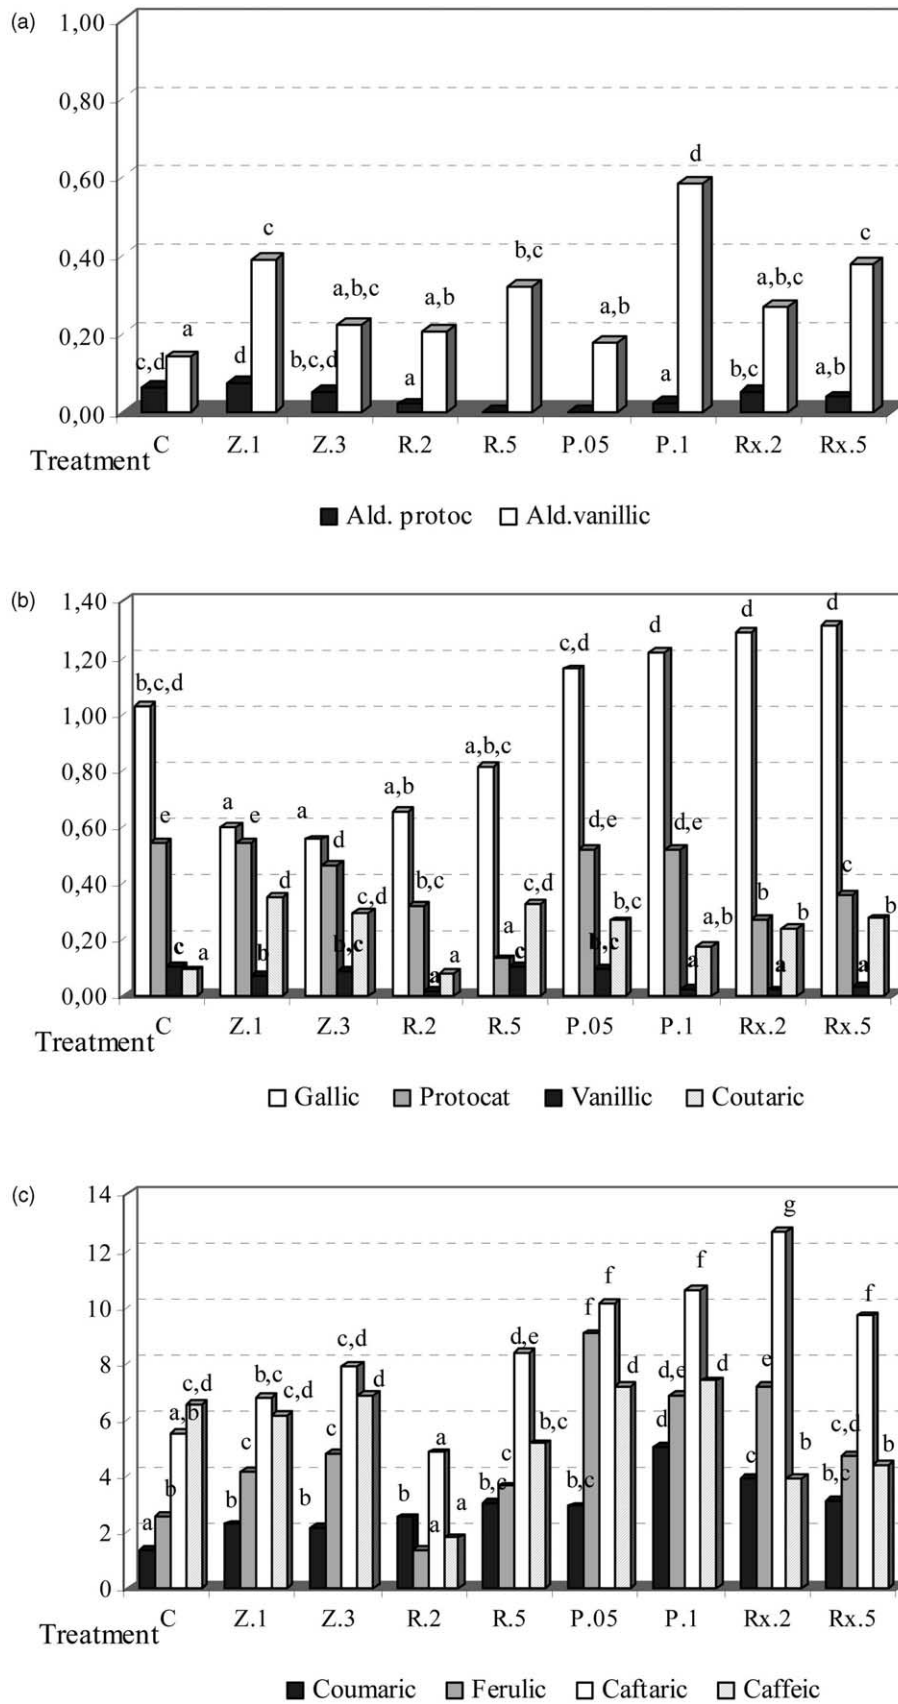 (a)
1,00
0,80
0,60
0,40
0,20
0,00
c,d a
d c
b,c,d a,b,c
a a,b
b,c
a,b
a d
b,c a,b,c
a,b c
C Z.1 Z.3 R.2 R.5 P.05 P.1 Rx.2 Rx.5
Treatment
Ald. protoc Ald.vanillic
(b)
1,40
1,20
1,00
0,80
0,60
0,40
0,20
0,00
b,c,d e c a
a e b d
a d b,c c,d
a,b b,c a a
a,b,c a c c,d
c,d d,e b,c b,c
d d,e a a,b
d b a b
d c a b
C Z.1 Z.3 R.2 R.5 P.05 P.1 Rx.2 Rx.5
Treatment
Gallic Protocat Vanillic Coutaric
(c)
14
12
10
8
6
4
2
0
a b a,b c,d
b c b,c c,d
b c c,d d
b a a a
b,c c d,e b,c
b,c f f d
d d,e f d
c e g b
b,c c,d f b
C Z.1 Z.3 R.2 R.5 P.05 P.1 Rx.2 Rx.5
Treatment
Coumaric Ferulic Caftaric Caffeic